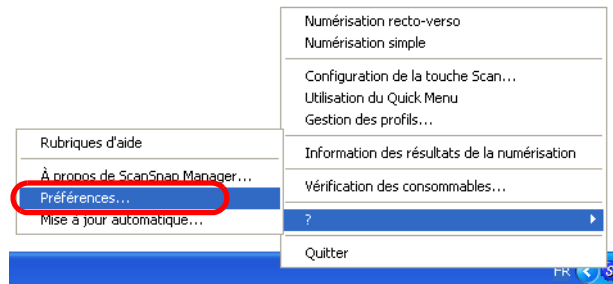 Numérisation recto-verso
Numérisation simple
Configuration de la touche Scan...
Utilisation du Quick Menu
Gestion des profils...
Information des résultats de la numérisation
Vérification des consommables...
?
Quitter
Rubriques d'aide
À propos de ScanSnap Manager...
Préférences...
Mise à jour automatique...
FR
S